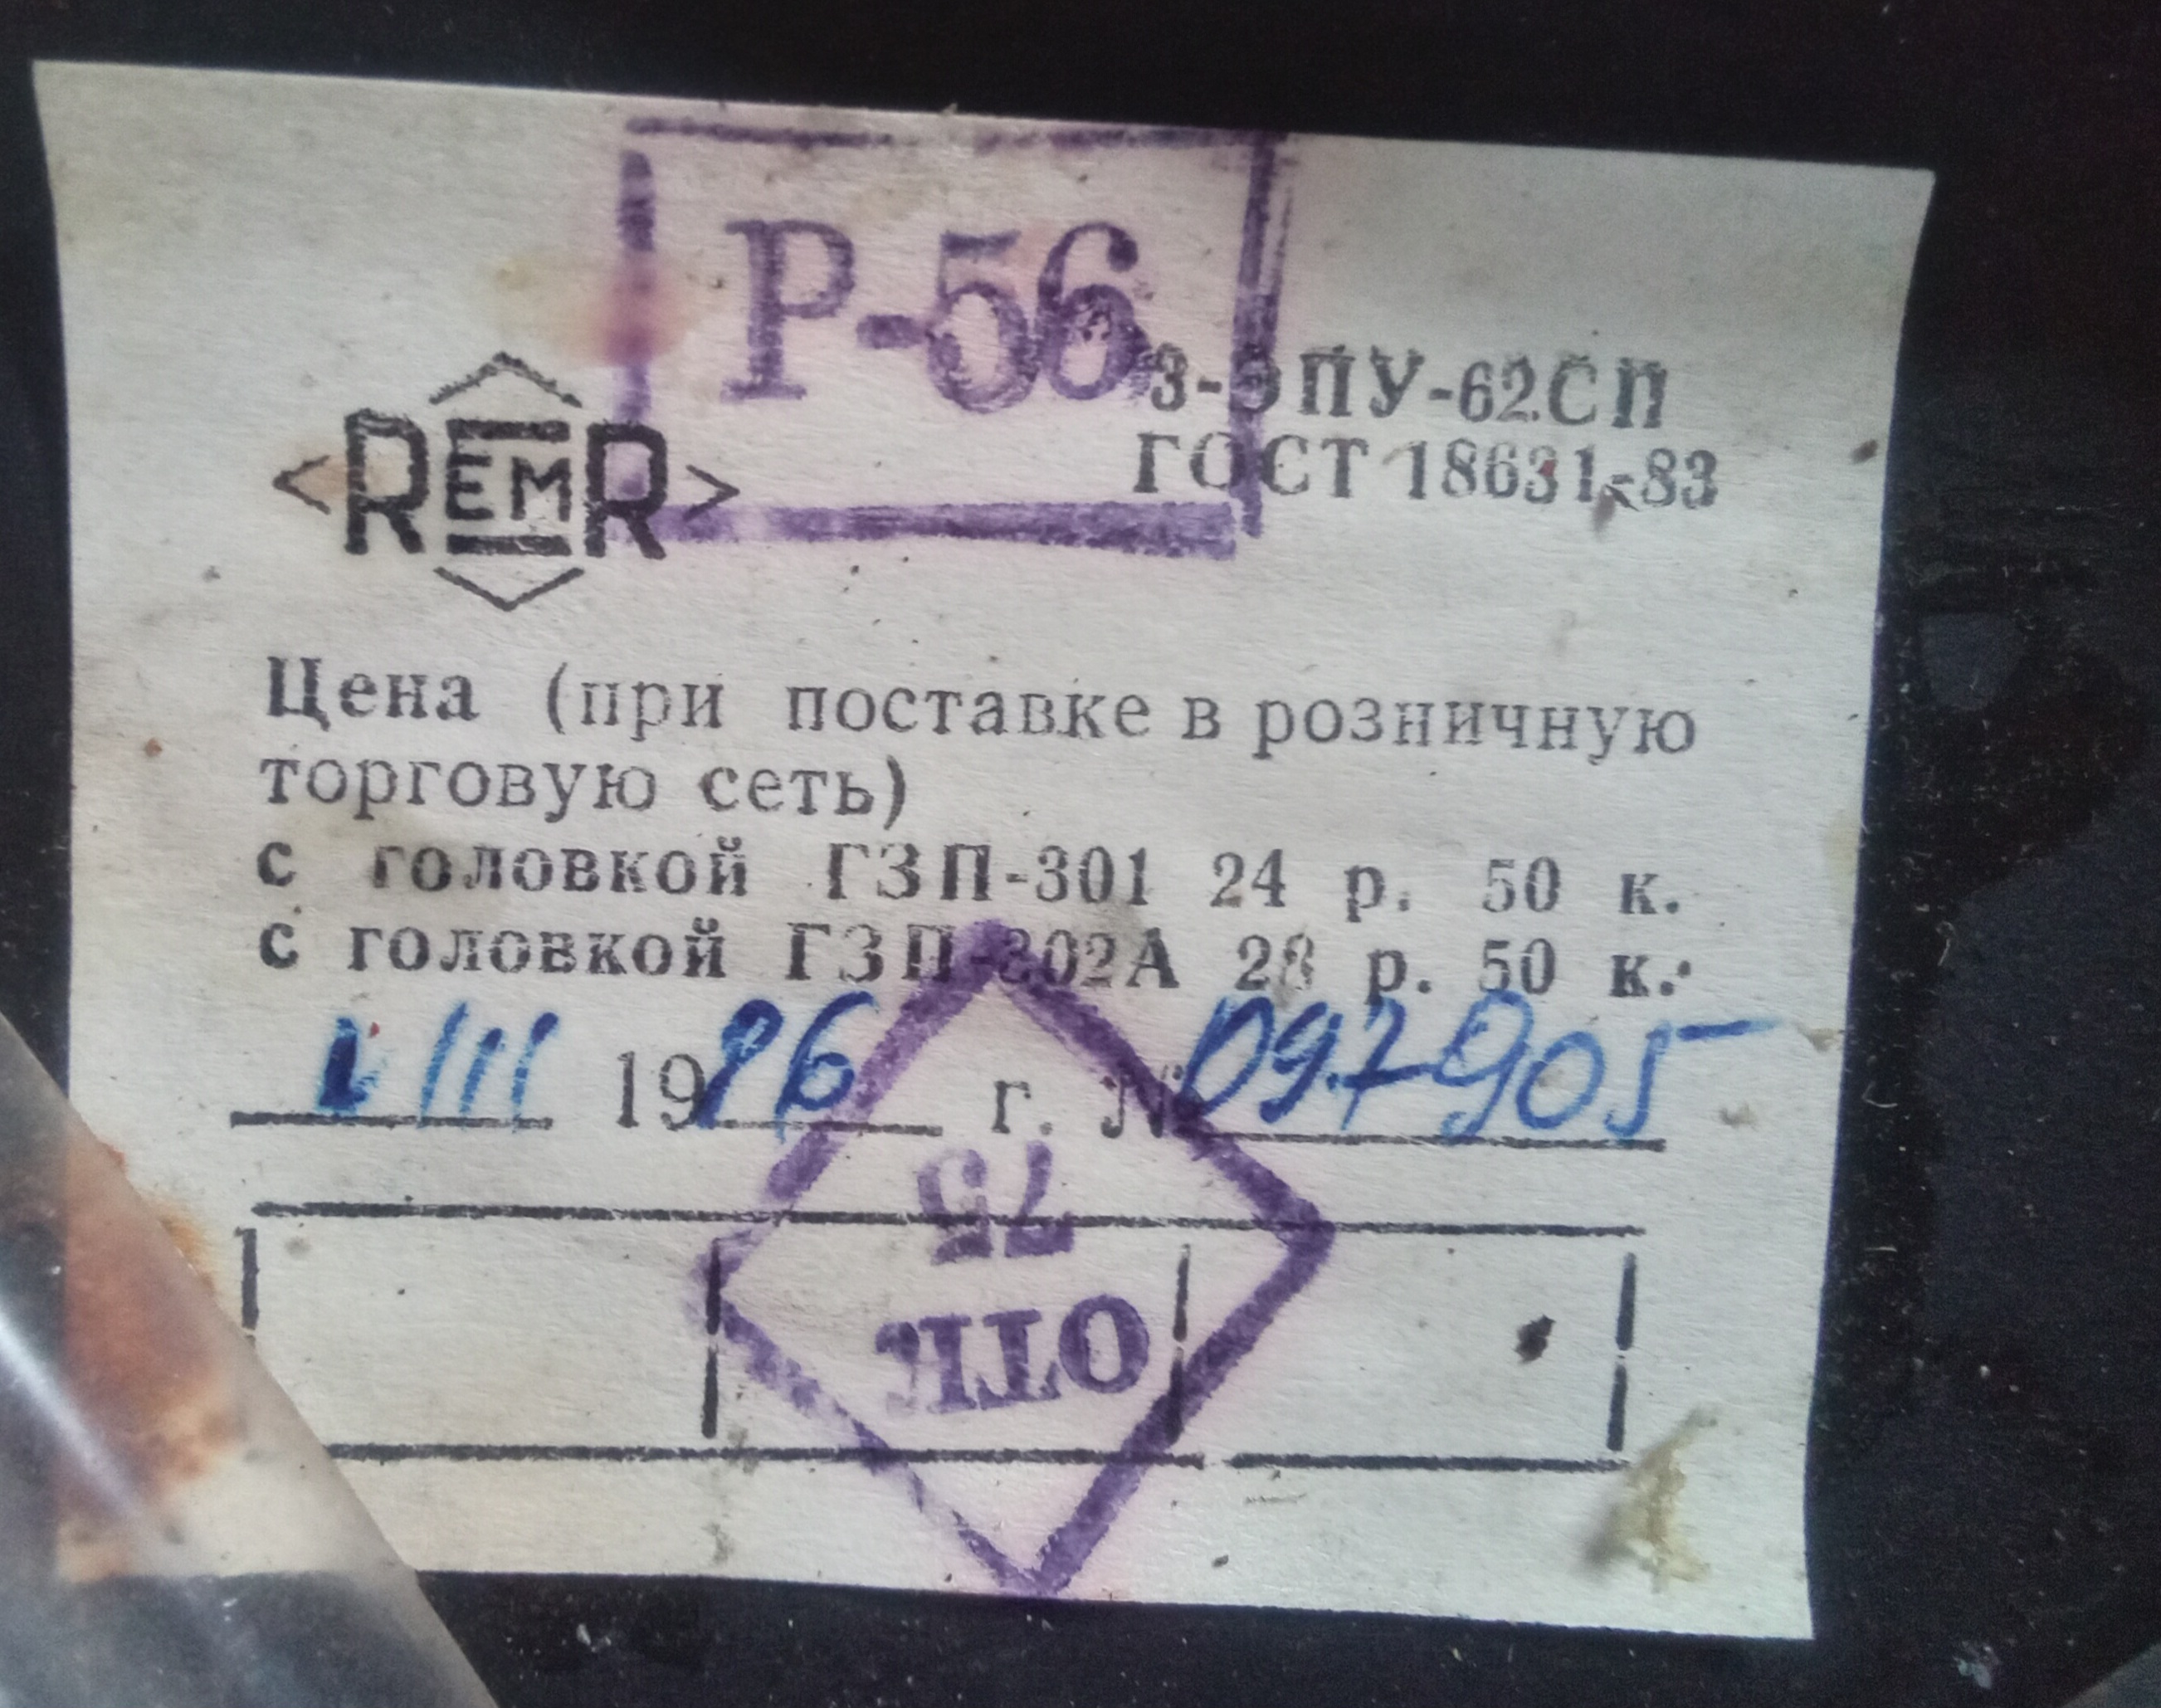 Р-56
REMR
3-ЭПУ-62СП
ГОСТ 18631-83
Цена (при поставке в розничную
торговую сеть)
с головкой ГЗП-301 24 р. 50 к.
с головкой ГЗП-302А 28 р. 50 к.
VIII 1986 г. № 097905
75
ОТК